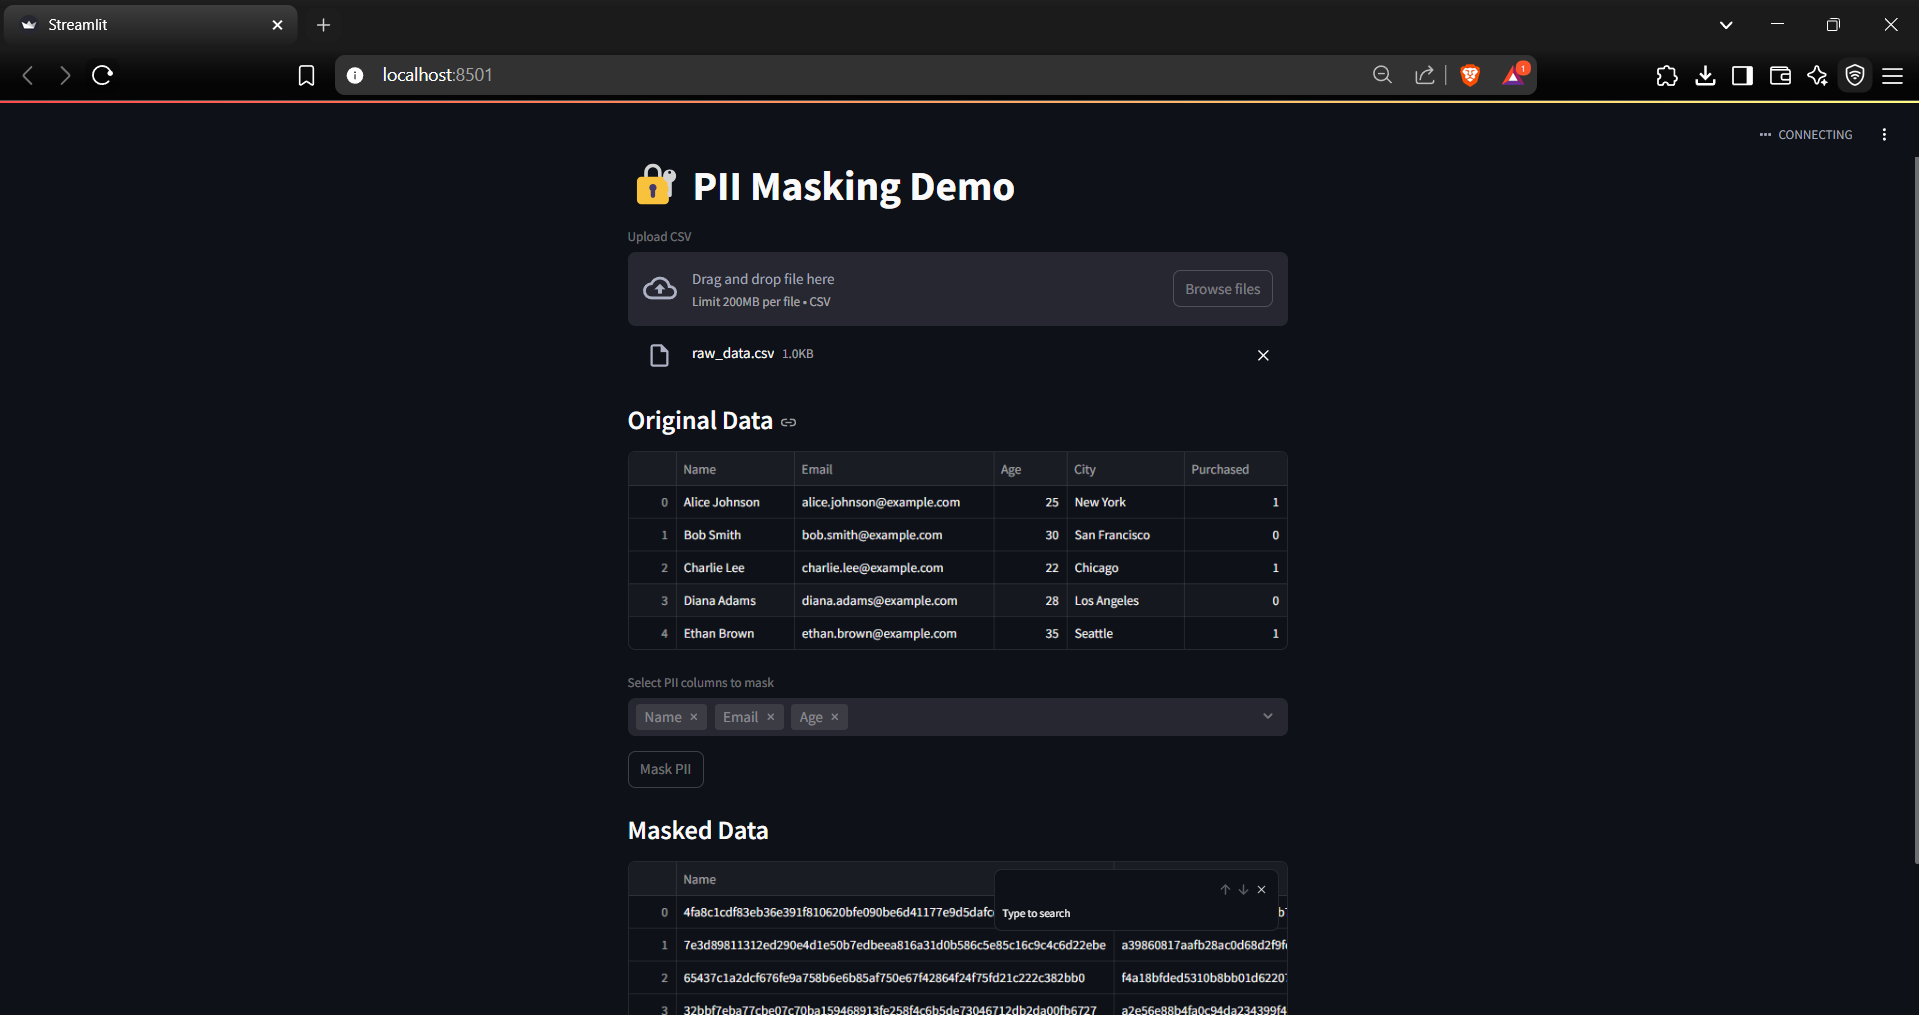 Streamlit
localhost:8501
1
CONNECTING
PII Masking Demo
Upload CSV
Drag and drop file here
Limit 200MB per file • CSV
Browse files
raw_data.csv 1.0KB
Original Data
Name Email Age City Purchased
0 Alice Johnson alice.johnson@example.com 25 New York 1
1 Bob Smith bob.smith@example.com 30 San Francisco 0
2 Charlie Lee charlie.lee@example.com 22 Chicago 1
3 Diana Adams diana.adams@example.com 28 Los Angeles 0
4 Ethan Brown ethan.brown@example.com 35 Seattle 1
Select PII columns to mask
Name Email Age
Mask PII
Masked Data
Name
0 4fa8c1cdf83eb36e391f810620bfe090be6d41177e9d5dafc
Type to search
1 7e3d89811312ed290e4d1e50b7edbeea816a31d0b586c5e85c16c9c4c6d22ebe a39860817aafb28ac0d68d2f9f
2 65437c1a2dcf676fe9a758b6e6b85af750e67f42864f24f75fd21c222c382bb0 f4a18bfded5310b8bb01d6220
3 32bbf7eba77cbe07c70ba159468913fe258f4c6b5de73046712db2da00fb6727 a2e56e88b4fa0c94da234399f4